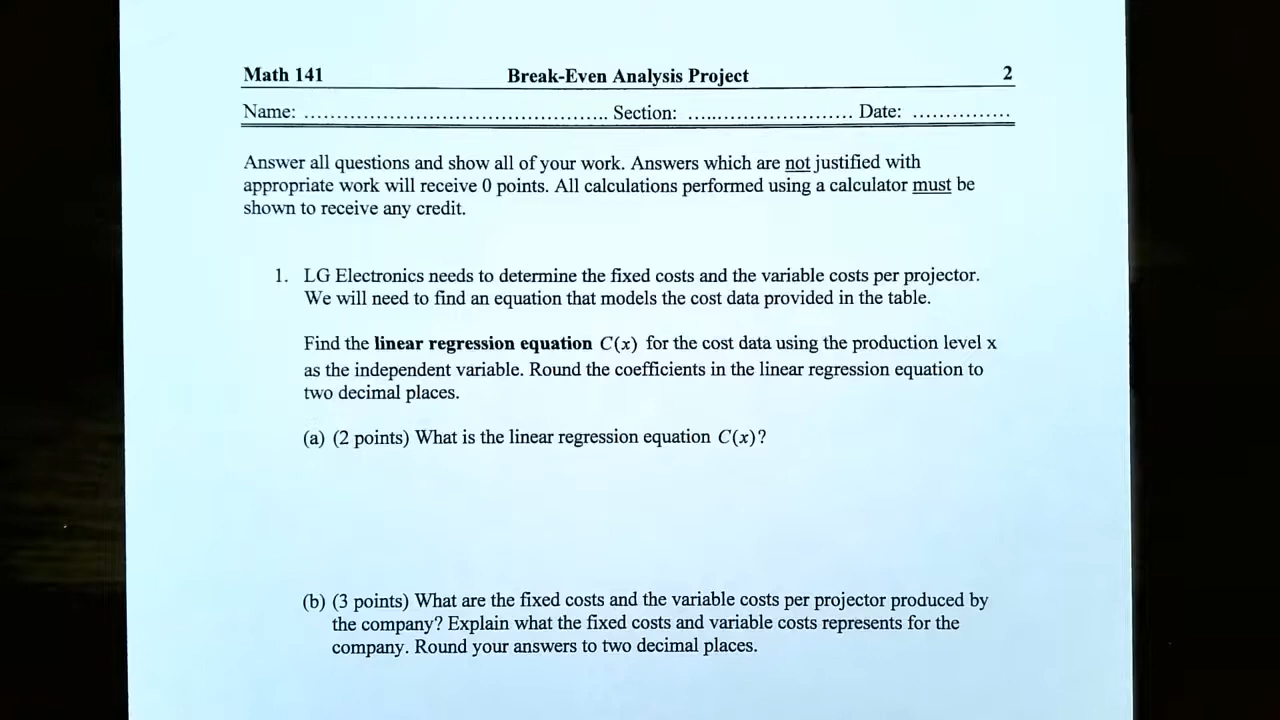 Math 141 Break-Even Analysis Project 2
Name: ............................................. Section: ......................... Date: ...............
Answer all questions and show all of your work. Answers which are not justified with
appropriate work will receive 0 points. All calculations performed using a calculator must be
shown to receive any credit.
1. LG Electronics needs to determine the fixed costs and the variable costs per projector.
We will need to find an equation that models the cost data provided in the table.
Find the linear regression equation C(x) for the cost data using the production level x
as the independent variable. Round the coefficients in the linear regression equation to
two decimal places.
(a) (2 points) What is the linear regression equation C(x)?
(b) (3 points) What are the fixed costs and the variable costs per projector produced by
the company? Explain what the fixed costs and variable costs represents for the
company. Round your answers to two decimal places.